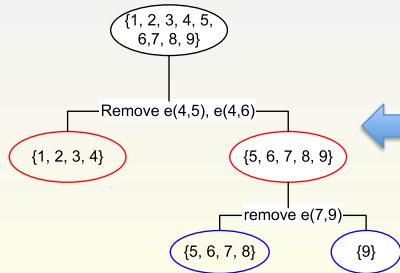 {1, 2, 3, 4, 5,
6,7, 8, 9}
Remove e(4,5), e(4,6)
{1, 2, 3, 4}
{5, 6, 7, 8, 9}
remove e(7,9)
{5, 6, 7, 8}
{9}